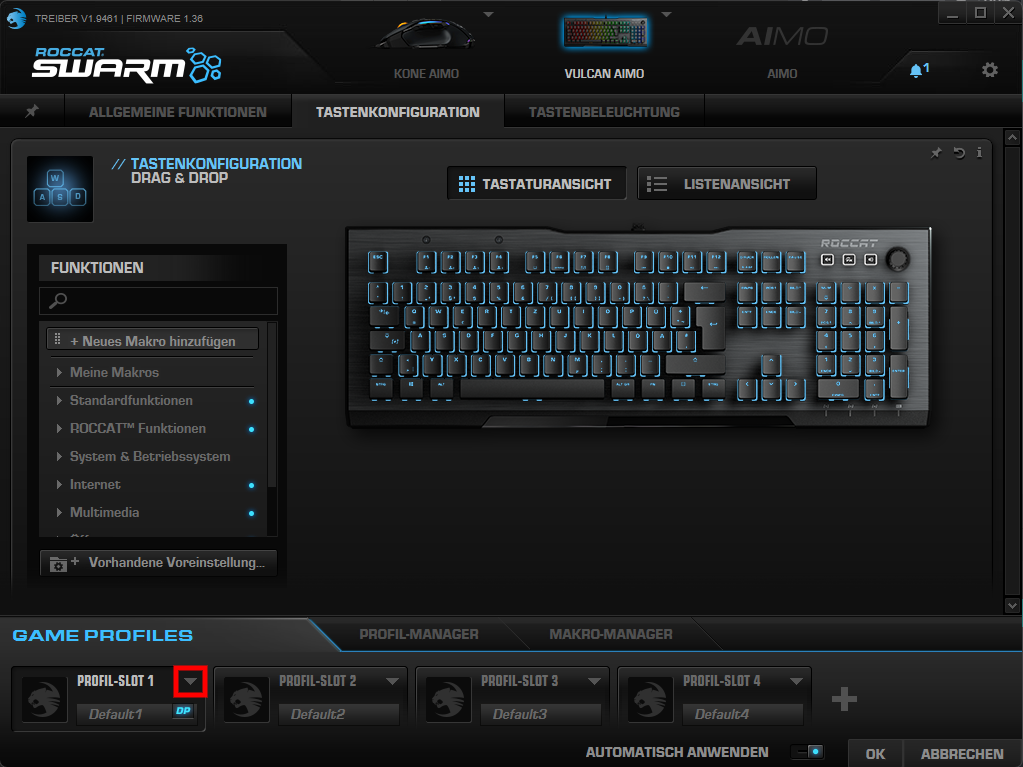 TREIBER V1.9461 | FIRMWARE 1.36
ROCCAT
SWARM
KONE AIMO
VULCAN AIMO
AIMO
AIMO
1
ALLGEMEINE FUNKTIONEN
TASTENKONFIGURATION
TASTENBELEUCHTUNG
// TASTENKONFIGURATION
DRAG & DROP
W
A S D
TASTATURANSICHT
LISTENANSICHT
ROCCAT
FUNKTIONEN
+ Neues Makro hinzufügen
Meine Makros
Standardfunktionen
ROCCAT™ Funktionen
System & Betriebssystem
Internet
Multimedia
Vorhandene Voreinstellung...
GAME PROFILES
PROFIL-MANAGER
MAKRO-MANAGER
PROFIL-SLOT 1
Default1
DP
PROFIL-SLOT 2
Default2
PROFIL-SLOT 3
Default3
PROFIL-SLOT 4
Default4
AUTOMATISCH ANWENDEN
OK
ABBRECHEN